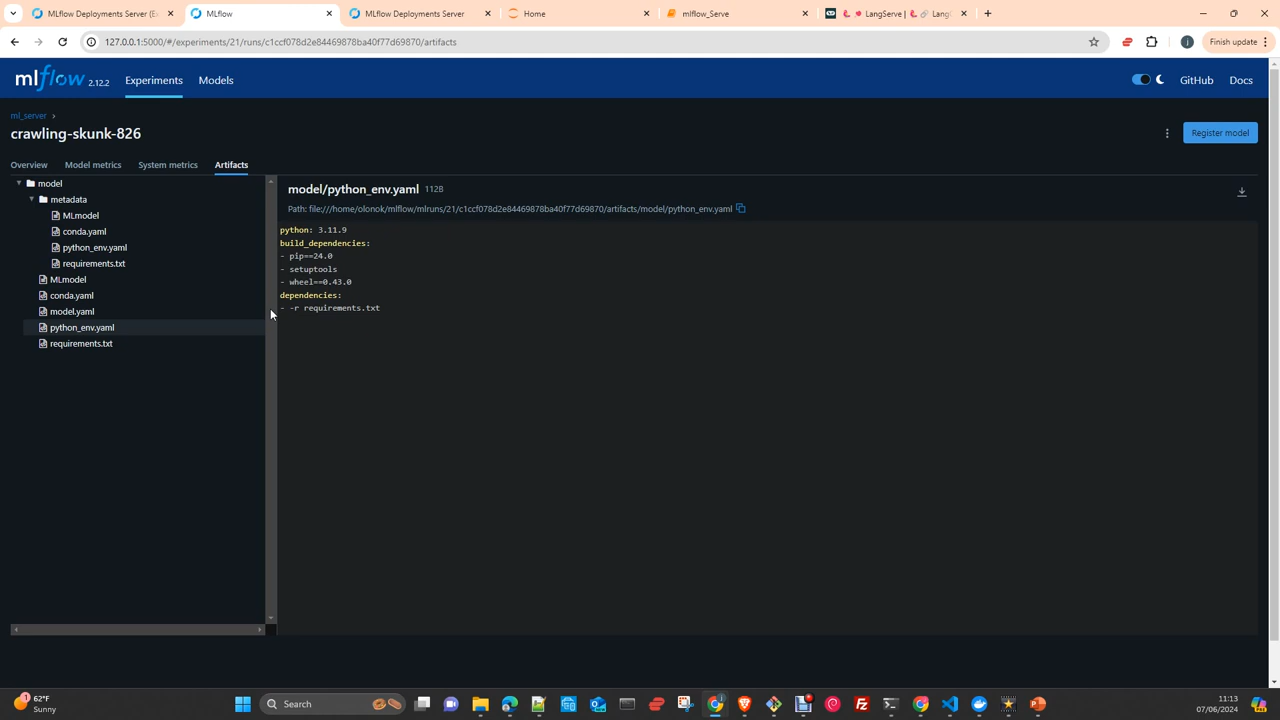 MLflow Deployments Server (Ex
MLflow
MLflow Deployments Server
Home
mlflow_Serve
LangServe | Lang
127.0.0.1:5000/#/experiments/21/runs/c1ccf078d2e84469878ba40f77d69870/artifacts
Finish update
mlflow 2.12.2
Experiments
Models
GitHub
Docs
ml_server
crawling-skunk-826
Register model
Overview
Model metrics
System metrics
Artifacts
model
metadata
MLmodel
conda.yaml
python_env.yaml
requirements.txt
MLmodel
conda.yaml
model.yaml
python_env.yaml
requirements.txt
model/python_env.yaml 112B
Path: file:///home/olonok/mlflow/mlruns/21/c1ccf078d2e84469878ba40f77d69870/artifacts/model/python_env.yaml
python: 3.11.9
build_dependencies:
- pip==24.0
- setuptools
- wheel==0.43.0
dependencies:
- -r requirements.txt
1
62°F
Sunny
Search
11:13
07/06/2024